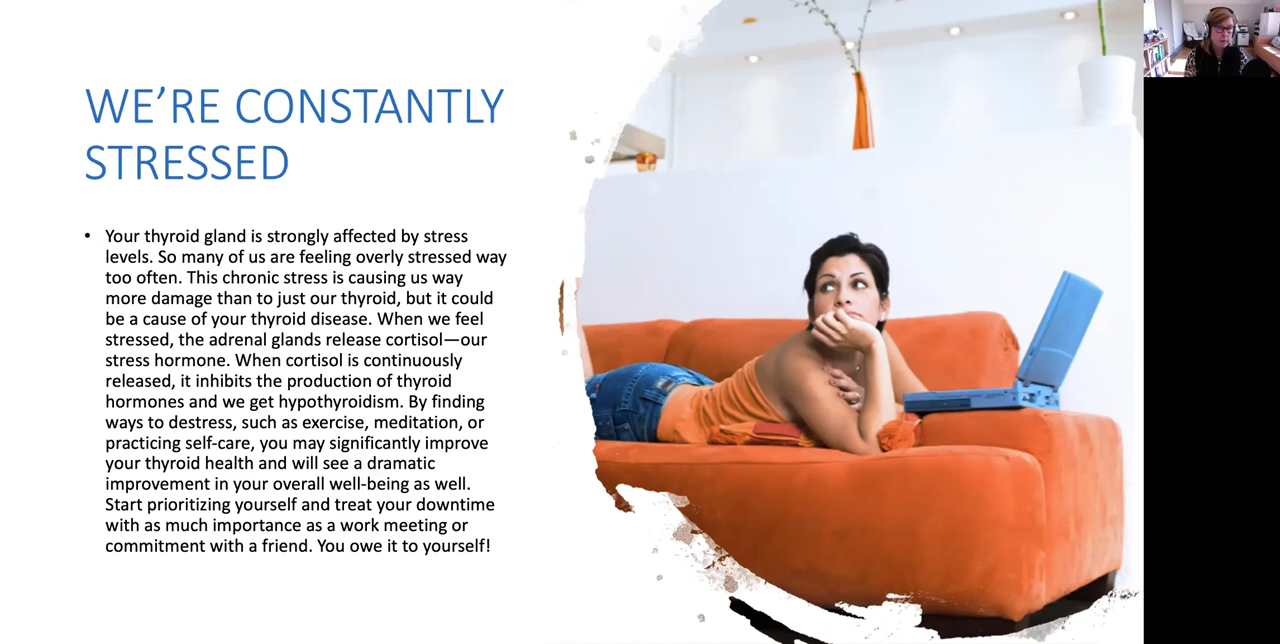 WE’RE CONSTANTLY
STRESSED
• Your thyroid gland is strongly affected by stress
levels. So many of us are feeling overly stressed way
too often. This chronic stress is causing us way
more damage than to just our thyroid, but it could
be a cause of your thyroid disease. When we feel
stressed, the adrenal glands release cortisol—our
stress hormone. When cortisol is continuously
released, it inhibits the production of thyroid
hormones and we get hypothyroidism. By finding
ways to destress, such as exercise, meditation, or
practicing self-care, you may significantly improve
your thyroid health and will see a dramatic
improvement in your overall well-being as well.
Start prioritizing yourself and treat your downtime
with as much importance as a work meeting or
commitment with a friend. You owe it to yourself!